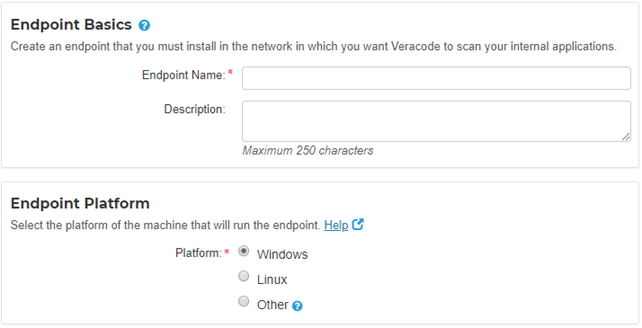 Endpoint Basics ?
Create an endpoint that you must install in the network in which you want Veracode to scan your internal applications.
Endpoint Name: *
Description:
Maximum 250 characters
Endpoint Platform
Select the platform of the machine that will run the endpoint. Help
Platform: * Windows
Linux
Other ?